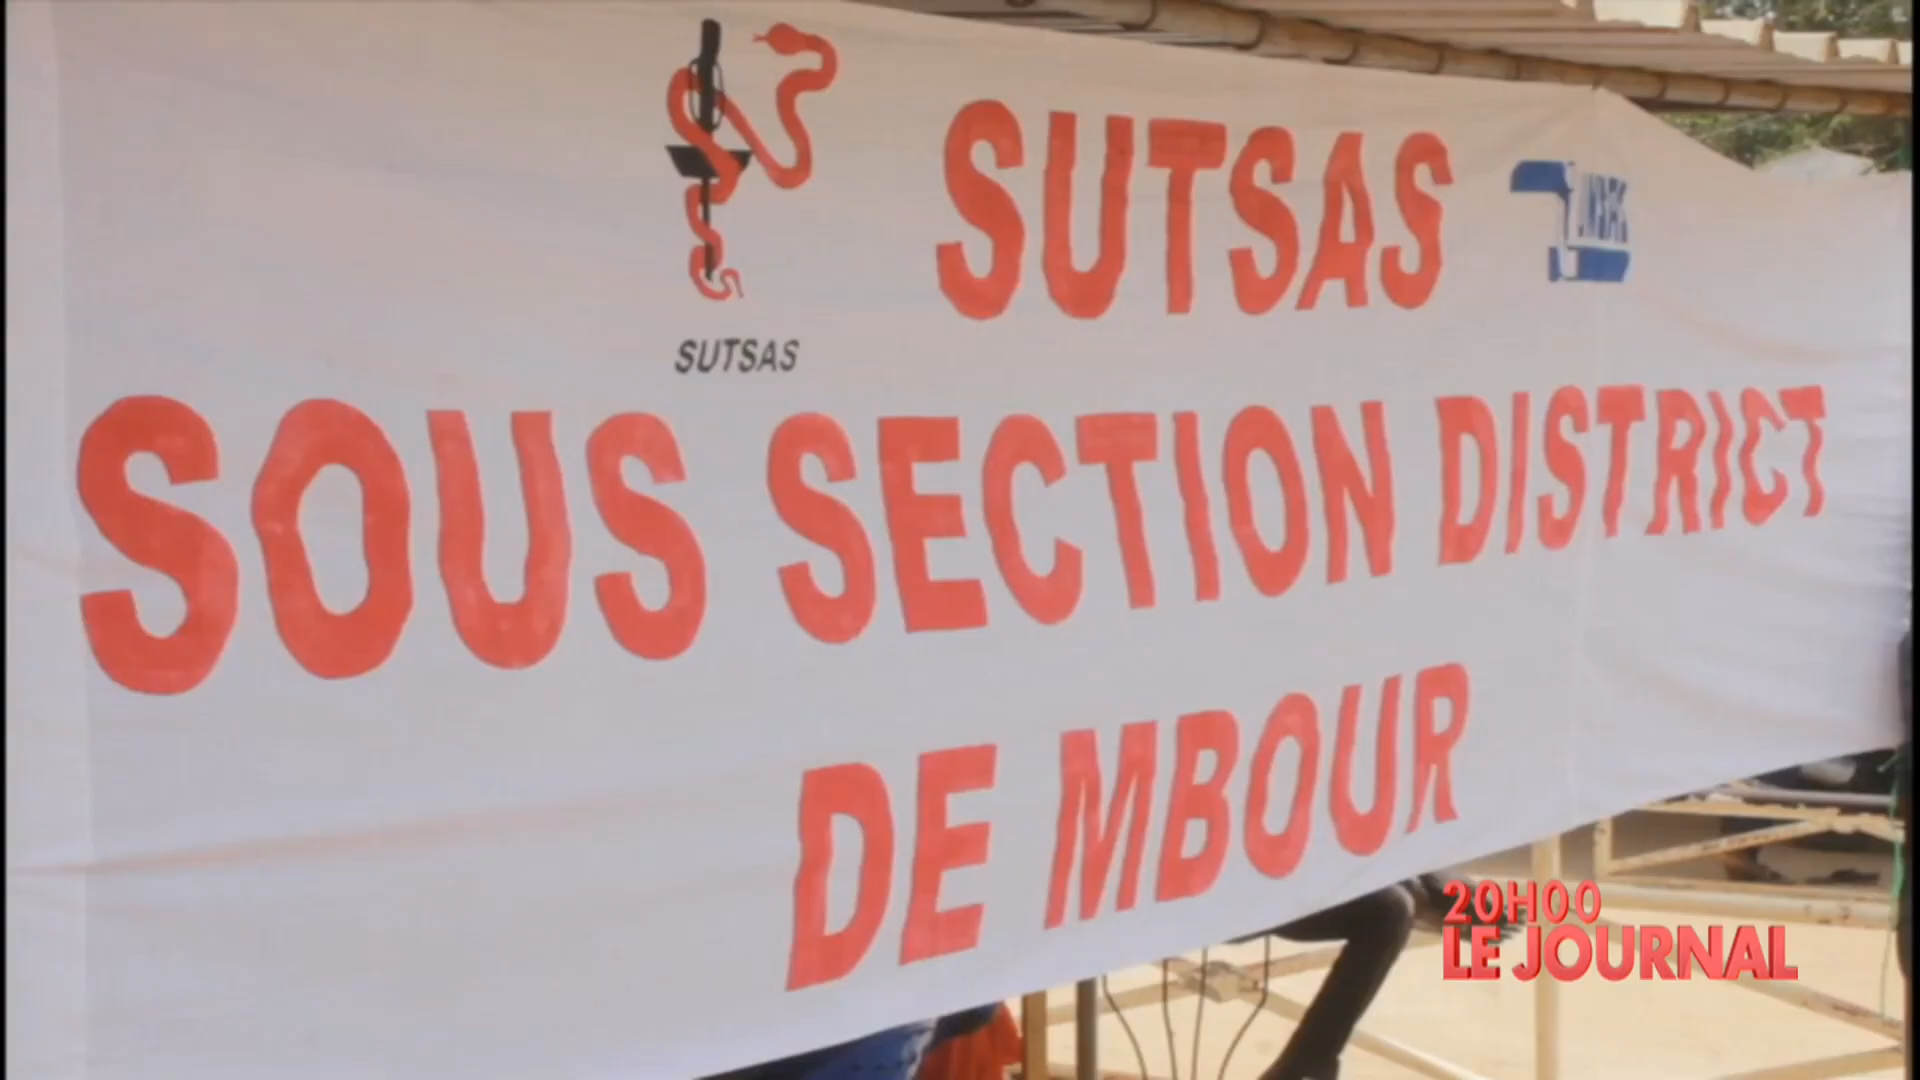 SUTSAS
SUTSAS
SOUS SECTION DISTRICT
DE MBOUR
20H00
LE JOURNAL